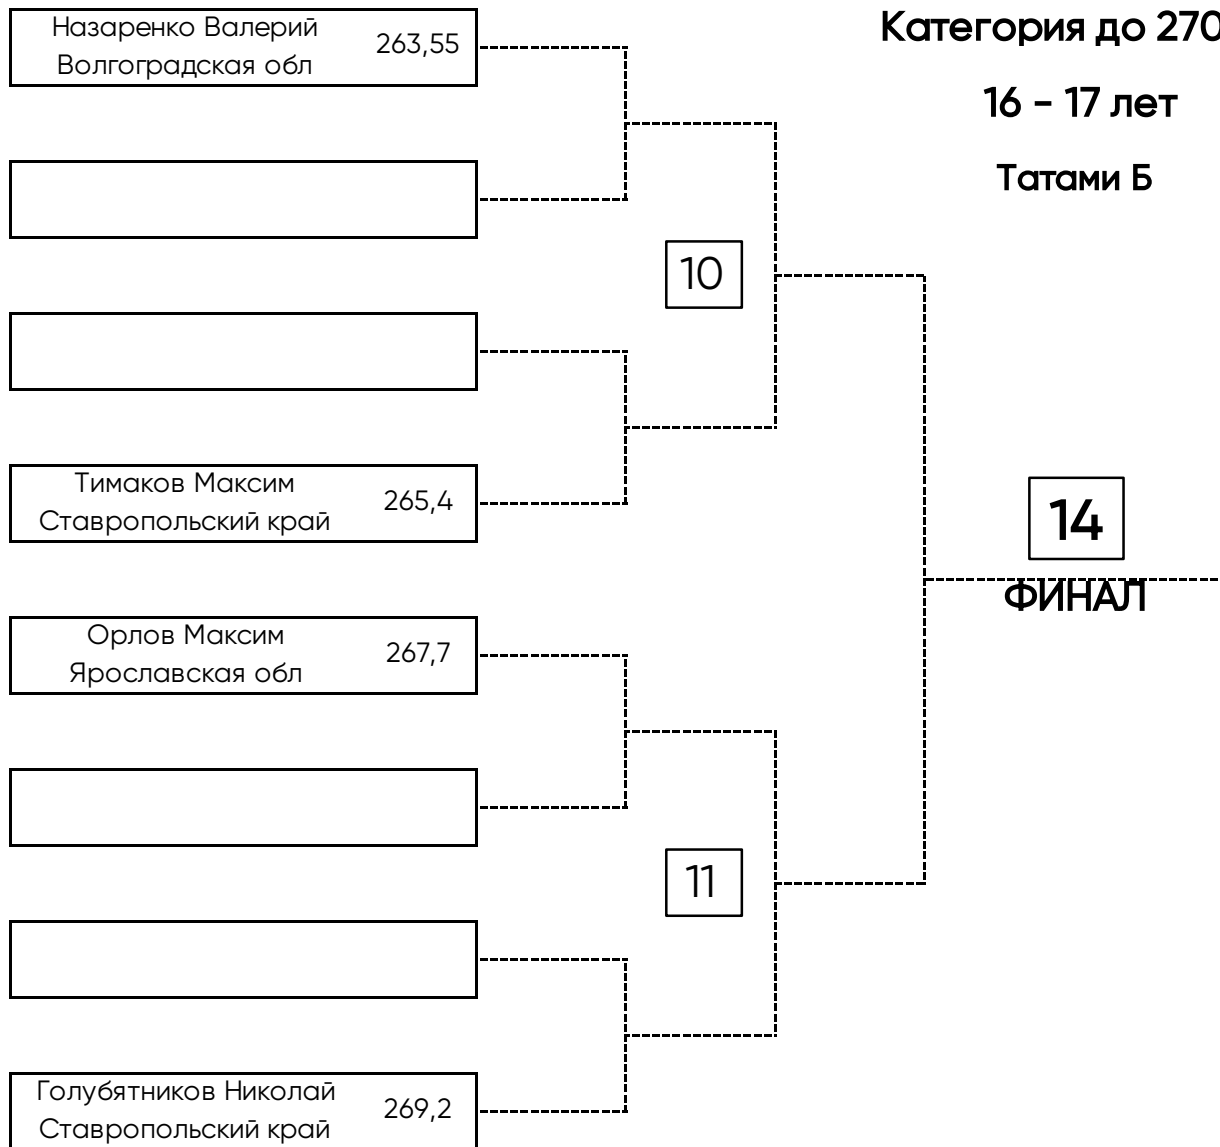 Назаренко Валерий
Волгоградская обл
263,55
Категория до 270
16 - 17 лет
Татами Б
10
Тимаков Максим
Ставропольский край
265,4
14
ФИНАЛ
Орлов Максим
Ярославская обл
267,7
11
Голубятников Николай
Ставропольский край
269,2